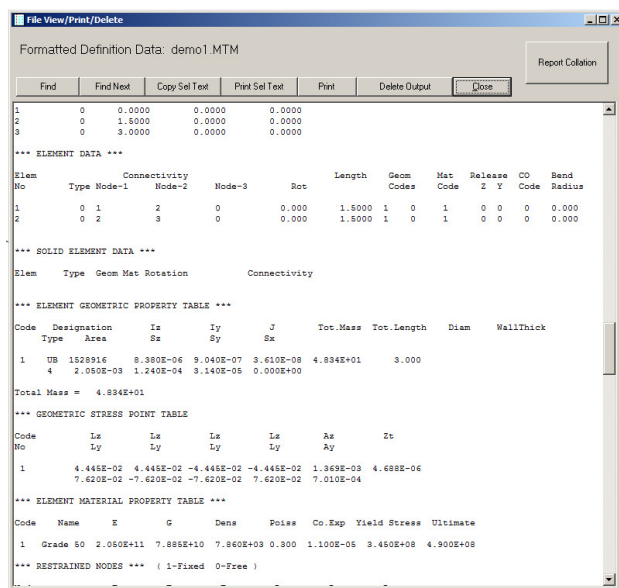 File View/Print/Delete
Formatted Definition Data: demo1.MTM
Report Collation
Find Find Next Copy Sel Text Print Sel Text Print Delete Output Close
1 0 0.0000 0.0000 0.0000
2 0 1.5000 0.0000 0.0000
3 0 3.0000 0.0000 0.0000
*** ELEMENT DATA ***
Elem Connectivity Length Geom Mat Release CO Bend
No Type Node-1 Node-2 Node-3 Rot Codes Code Z Y Code Radius
1 0 1 2 0 0.000 1.5000 1 0 1 0 0 0 0.000
2 0 2 3 0 0.000 1.5000 1 0 1 0 0 0 0.000
*** SOLID ELEMENT DATA ***
Elem Type Geom Mat Rotation Connectivity
*** ELEMENT GEOMETRIC PROPERTY TABLE ***
Code Designation Iz Iy J Tot.Mass Tot.Length Diam WallThick
Type Area Sz Sy Sx
1 UB 1528916 8.380E-06 9.040E-07 3.610E-08 4.834E+01 3.000
4 2.050E-03 1.240E-04 3.140E-05 0.000E+00
Total Mass = 4.834E+01
*** GEOMETRIC STRESS POINT TABLE
Code Lz Lz Lz Lz Az Zt
No Ly Ly Ly Ly Ay
1 4.445E-02 4.445E-02 -4.445E-02 -4.445E-02 1.369E-03 4.688E-06
7.620E-02 -7.620E-02 -7.620E-02 7.620E-02 7.010E-04
*** ELEMENT MATERIAL PROPERTY TABLE ***
Code Name E G Dens Poiss Co.Exp Yield Stress Ultimate
1 Grade 50 2.050E+11 7.885E+10 7.860E+03 0.300 1.100E-05 3.450E+08 4.900E+08
*** RESTRAINED NODES *** ( 1-Fixed 0-Free )